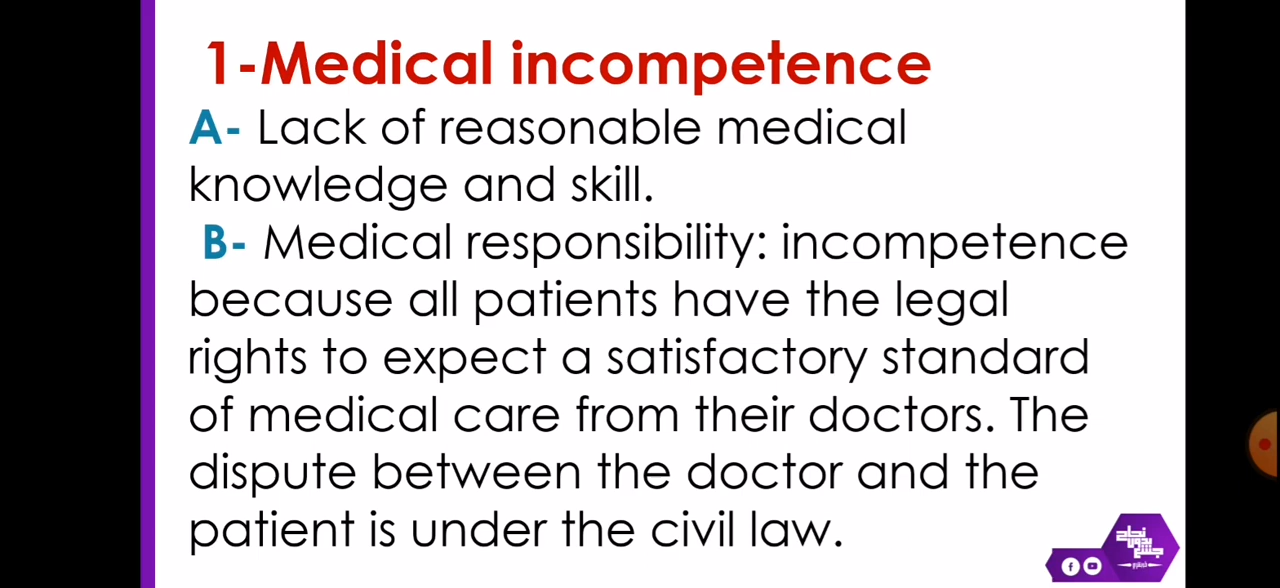 1-Medical incompetence
A- Lack of reasonable medical
knowledge and skill.
B- Medical responsibility: incompetence
because all patients have the legal
rights to expect a satisfactory standard
of medical care from their doctors. The
dispute between the doctor and the
patient is under the civil law.